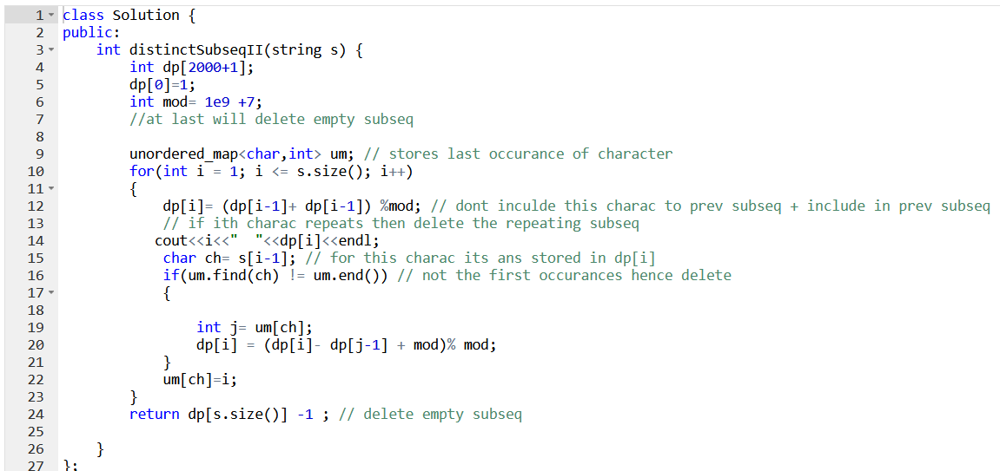 1 class Solution {
2 public:
3 int distinctSubseqII(string s) {
4 int dp[2000+1];
5 dp[0]=1;
6 int mod= 1e9 +7;
7 //at last will delete empty subseq
8
9 unordered_map<char,int> um; // stores last occurance of character
10 for(int i = 1; i <= s.size(); i++)
11 {
12 dp[i]= (dp[i-1]+ dp[i-1]) %mod; // dont inculde this charac to prev subseq + include in prev subseq
13 // if ith charac repeats then delete the repeating subseq
14 cout<<i<<"  "<<dp[i]<<endl;
15 char ch= s[i-1]; // for this charac its ans stored in dp[i]
16 if(um.find(ch) != um.end()) // not the first occurances hence delete
17 {
18
19 int j= um[ch];
20 dp[i] = (dp[i]- dp[j-1] + mod)% mod;
21 }
22 um[ch]=i;
23 }
24 return dp[s.size()] -1 ; // delete empty subseq
25
26 }
27 };